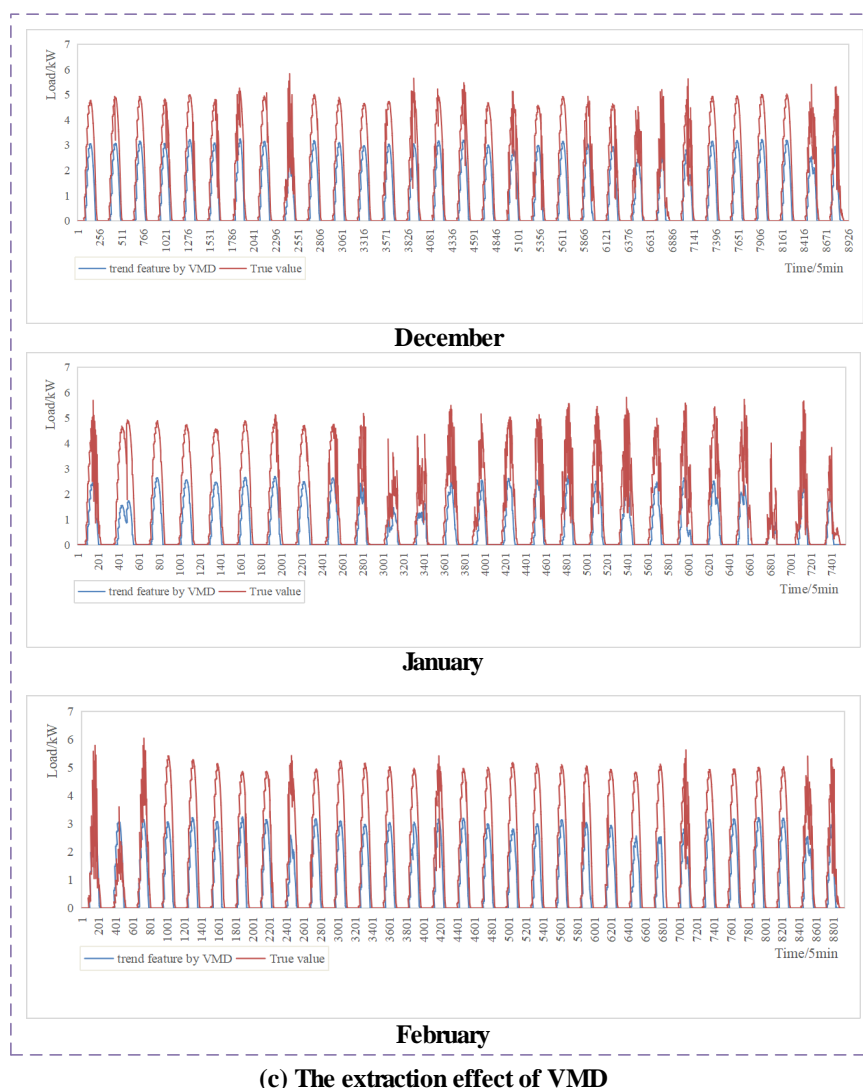 7
6
5
4
3
2
1
0
Load/kW
1 256 511 766 1021 1276 1531 1786 2041 2296 2551 2806 3061 3316 3571 3826 4081 4336 4591 4846 5101 5356 5611 5866 6121 6376 6631 6886 7141 7396 7651 7906 8161 8416 8671 8926
trend feature by VMD True value
Time/5min
December
7
6
5
4
3
2
1
0
Load/kW
1 201 401 601 801 1001 1201 1401 1601 1801 2001 2201 2401 2601 2801 3001 3201 3401 3601 3801 4001 4201 4401 4601 4801 5001 5201 5401 5601 5801 6001 6201 6401 6601 6801 7001 7201 7401
trend feature by VMD True value
Time/5min
January
7
6
5
4
3
2
1
0
Load/kW
1 201 401 601 801 1001 1201 1401 1601 1801 2001 2201 2401 2601 2801 3001 3201 3401 3601 3801 4001 4201 4401 4601 4801 5001 5201 5401 5601 5801 6001 6201 6401 6601 6801 7001 7201 7401 7601 7801 8001 8201 8401 8601 8801
trend feature by VMD True value
Time/5min
February
(c) The extraction effect of VMD